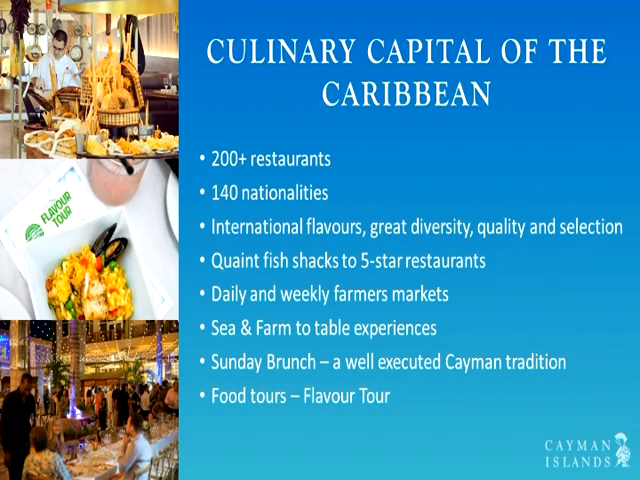 CULINARY CAPITAL OF THE
CARIBBEAN
• 200+ restaurants
• 140 nationalities
• International flavours, great diversity, quality and selection
• Quaint fish shacks to 5-star restaurants
• Daily and weekly farmers markets
• Sea & Farm to table experiences
• Sunday Brunch – a well executed Cayman tradition
• Food tours – Flavour Tour
FLAVOUR
TOUR
CAYMAN
ISLANDS